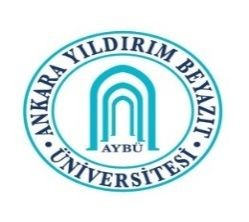 ANKARA YILDIRIM BEYAZIT
ÜNİVERSİTESİ
AYBÜ